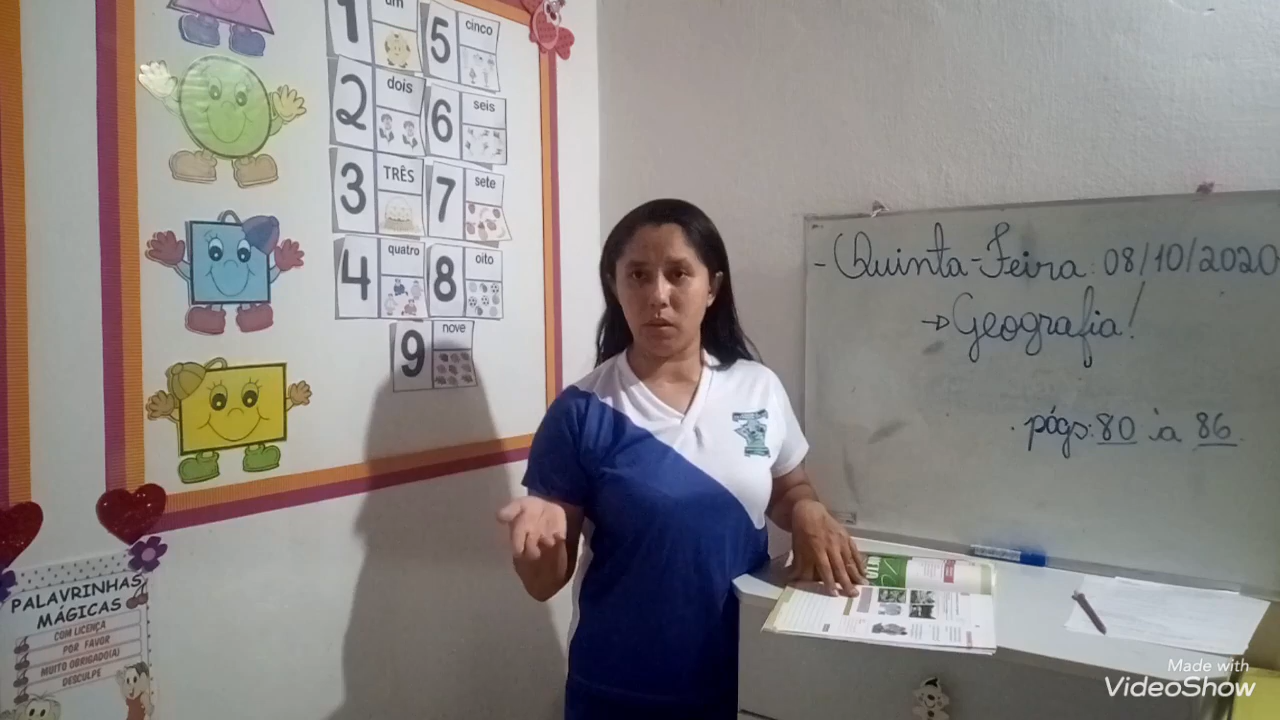 1 um
2 dois
3 TRÊS
4 quatro
5 cinco
6 seis
7 sete
8 oito
9 nove
PALAVRINHAS
MÁGICAS
COM LICENÇA
POR FAVOR
MUITO OBRIGADO(A)
DESCULPE
- Quinta-Feira: 08/10/2020
→ Geografia!
. págs: 80 à 86
Made with
VideoShow